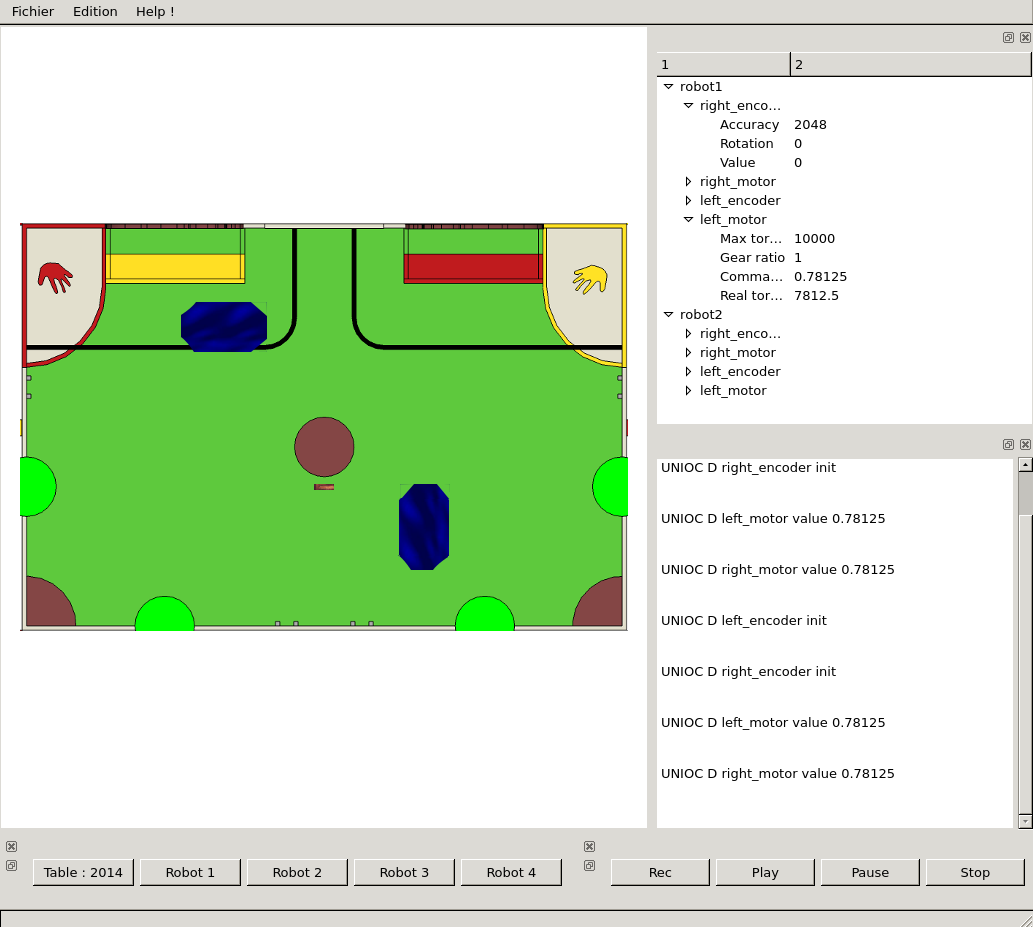 Fichier Edition Help !
1 2
robot1
right_enco...
Accuracy 2048
Rotation 0
Value 0
right_motor
left_encoder
left_motor
Max tor... 10000
Gear ratio 1
Comma... 0.78125
Real tor... 7812.5
robot2
right_enco...
right_motor
left_encoder
left_motor
UNIOC D right_encoder init
UNIOC D left_motor value 0.78125
UNIOC D right_motor value 0.78125
UNIOC D left_encoder init
UNIOC D right_encoder init
UNIOC D left_motor value 0.78125
UNIOC D right_motor value 0.78125
Table : 2014 Robot 1 Robot 2 Robot 3 Robot 4 Rec Play Pause Stop